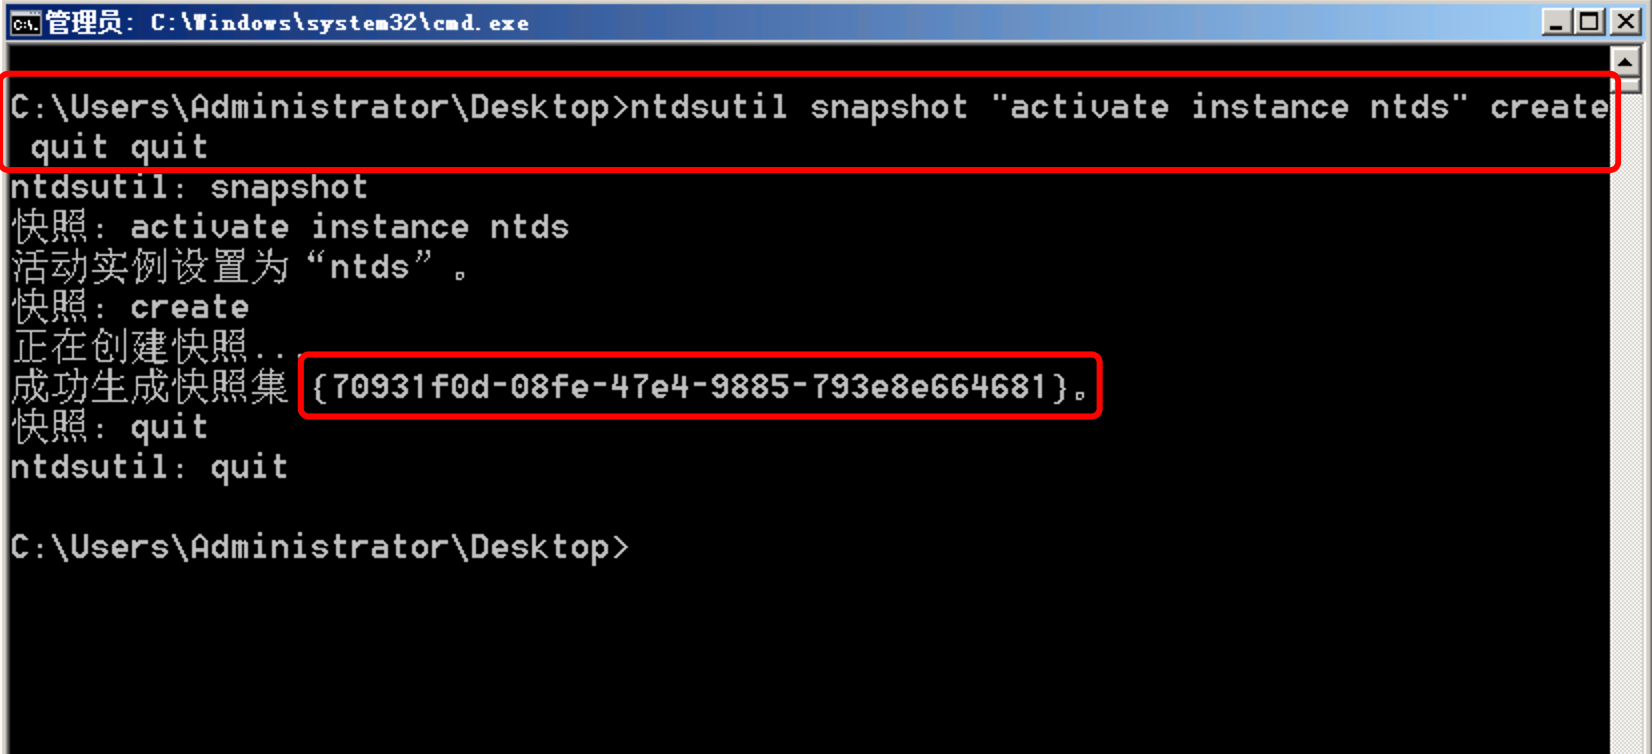 管理员: C:\Windows\system32\cmd.exe
C:\Users\Administrator\Desktop>ntdsutil snapshot "activate instance ntds" create
 quit quit
ntdsutil: snapshot
快照: activate instance ntds
活动实例设置为“ntds”。
快照: create
正在创建快照...
成功生成快照集 {70931f0d-08fe-47e4-9885-793e8e664681}。
快照: quit
ntdsutil: quit
C:\Users\Administrator\Desktop>